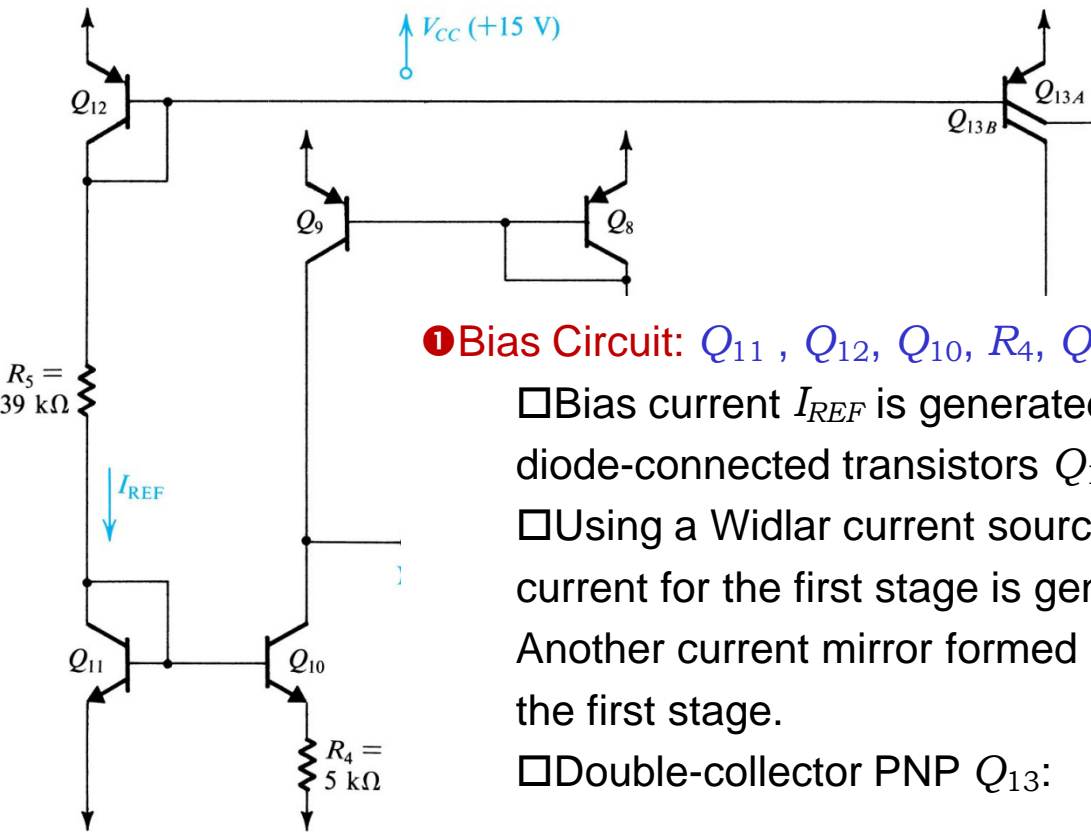 V_CC (+15 V)
Q_12
Q_13A
Q_13B
Q_9
Q_8
R_5 =
39 kΩ
I_REF
Q_11
Q_10
R_4 =
5 kΩ
❶Bias Circuit: Q_11 , Q_12, Q_10, R_4, Q
☐Bias current I_REF is generated
diode-connected transistors Q
☐Using a Widlar current sourc
current for the first stage is ger
Another current mirror formed
the first stage.
☐Double-collector PNP Q_13: